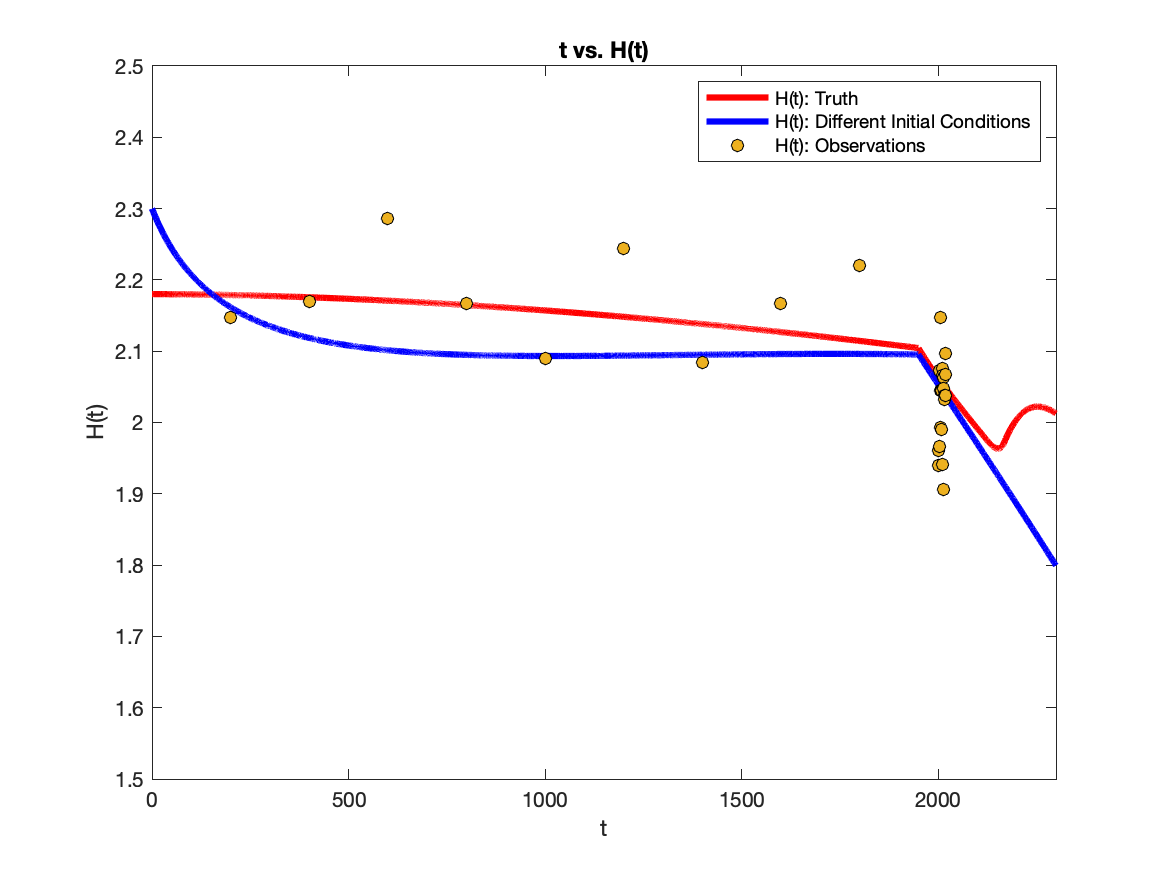 t vs. H(t)
2.5
2.4
2.3
2.2
2.1
2
1.9
1.8
1.7
1.6
1.5
H(t)
H(t): Truth
H(t): Different Initial Conditions
H(t): Observations
0 500 1000 1500 2000
t